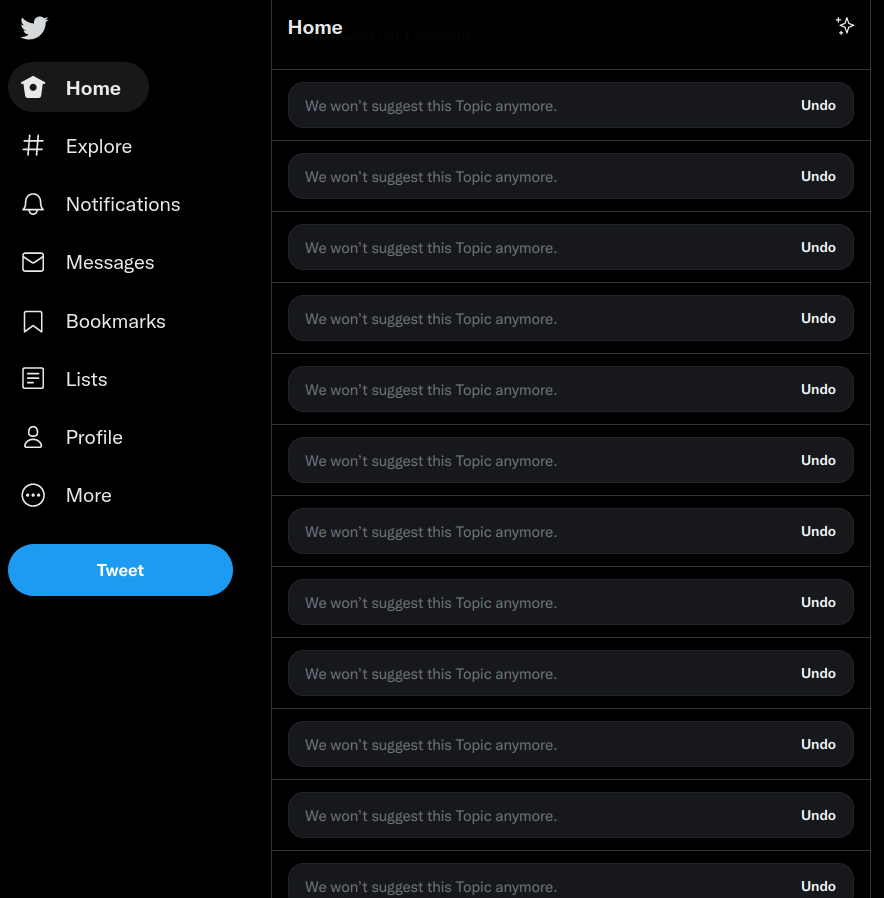 Home
Explore
Notifications
Messages
Bookmarks
Lists
Profile
More
Tweet
Home
We won’t suggest this Topic anymore. Undo
We won’t suggest this Topic anymore. Undo
We won’t suggest this Topic anymore. Undo
We won’t suggest this Topic anymore. Undo
We won’t suggest this Topic anymore. Undo
We won’t suggest this Topic anymore. Undo
We won’t suggest this Topic anymore. Undo
We won’t suggest this Topic anymore. Undo
We won’t suggest this Topic anymore. Undo
We won’t suggest this Topic anymore. Undo
We won’t suggest this Topic anymore. Undo
We won’t suggest this Topic anymore. Undo